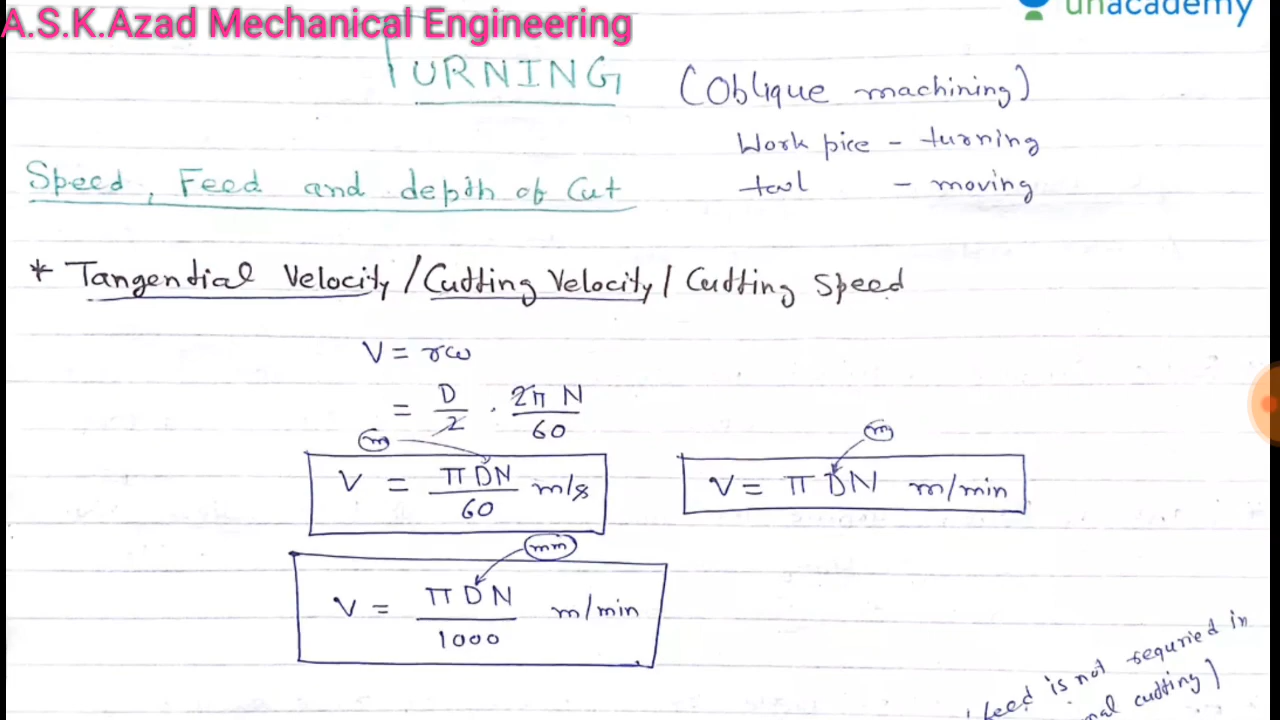 A.S.K.Azad Mechanical Engineering
unacademy
TURNING
(Oblique machining)
Work pice - turning
tool - moving
Speed, Feed and depth of Cut
* Tangential Velocity / Cutting Velocity / Cutting Speed
V = rω
= D/2 · 2πN/60
m
V = πDN/60 m/s
m
V = πDN m/min
mm
V = πDN/1000 m/min
feed is not requried in
cutting)